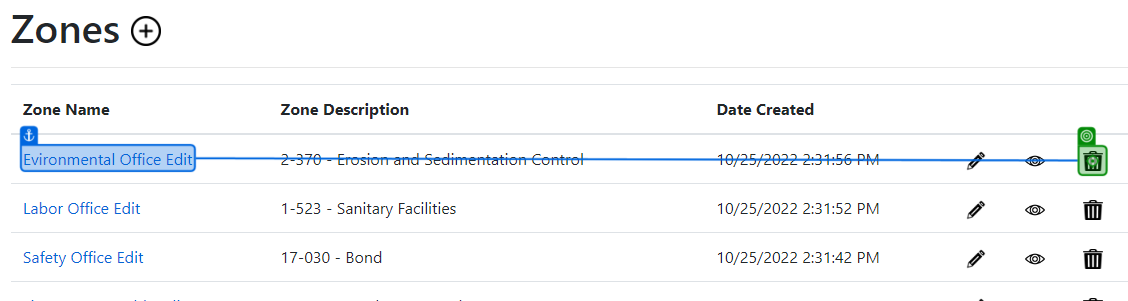 Zones
Zone Name Zone Description Date Created
Evironmental Office Edit 2-370 - Erosion and Sedimentation Control 10/25/2022 2:31:56 PM
Labor Office Edit 1-523 - Sanitary Facilities 10/25/2022 2:31:52 PM
Safety Office Edit 17-030 - Bond 10/25/2022 2:31:42 PM